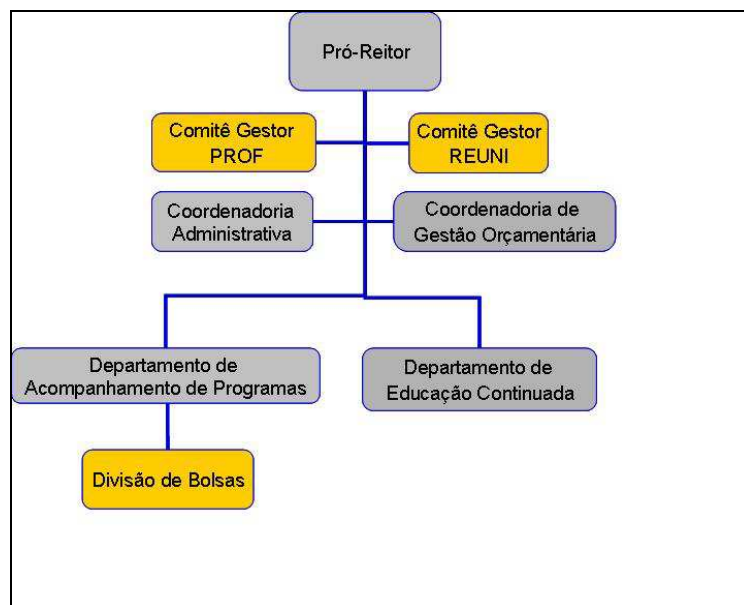 Pró-Reitor
Comitê Gestor
PROF
Comitê Gestor
REUNI
Coordenadoria
Administrativa
Coordenadoria de
Gestão Orçamentária
Departamento de
Acompanhamento de Programas
Departamento de
Educação Continuada
Divisão de Bolsas